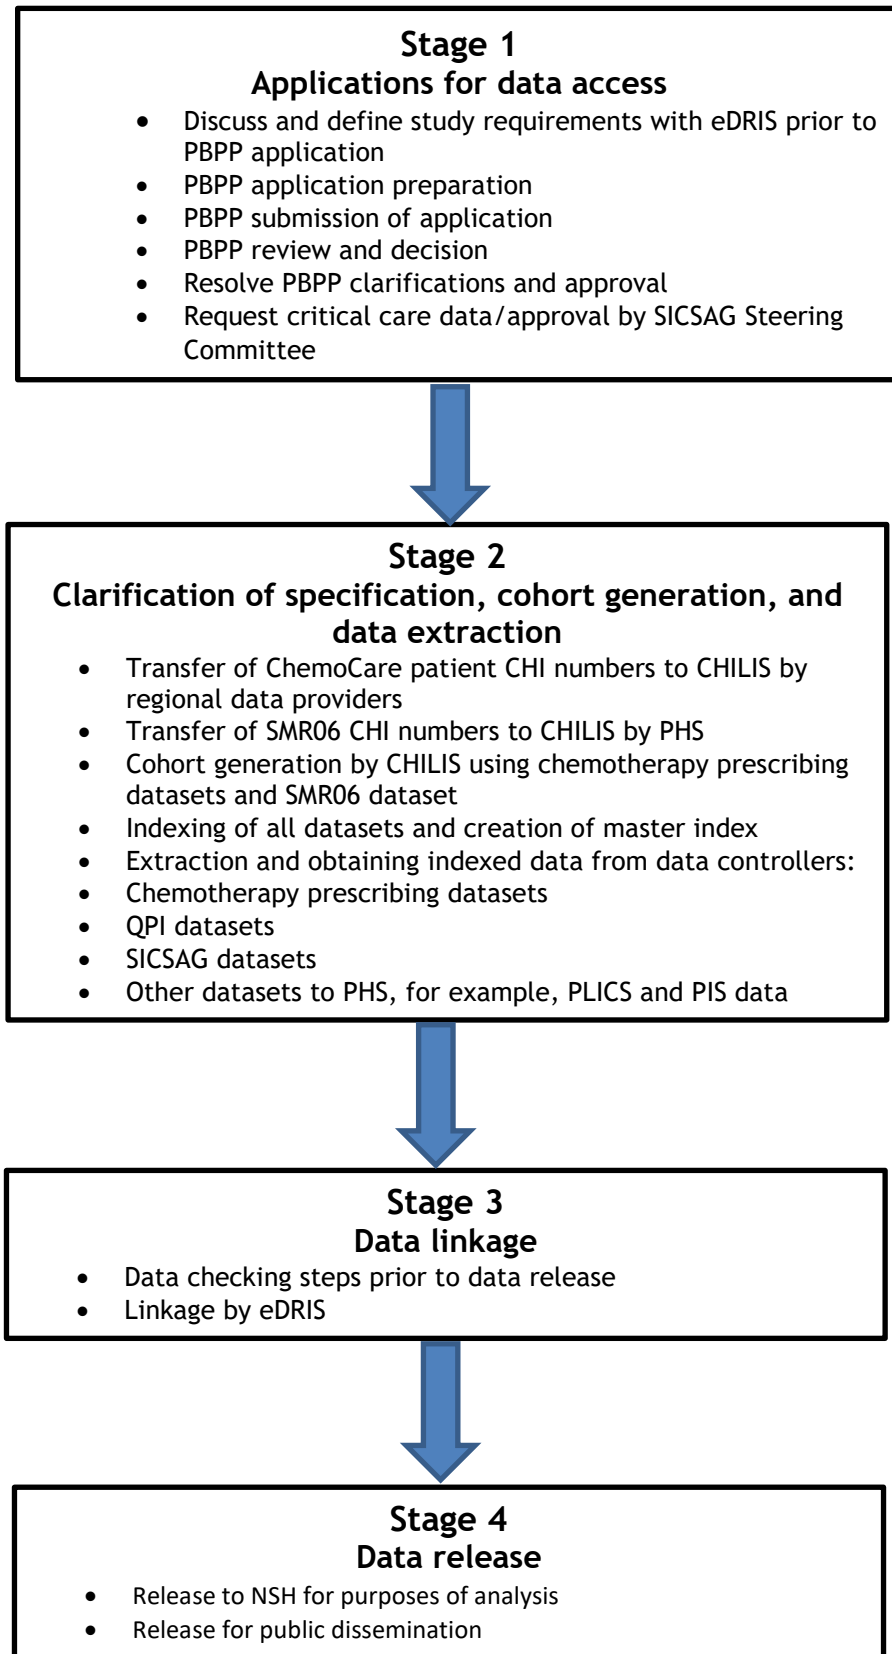 Stage 1
Applications for data access
• Discuss and define study requirements with eDRIS prior to
PBPP application
• PBPP application preparation
• PBPP submission of application
• PBPP review and decision
• Resolve PBPP clarifications and approval
• Request critical care data/approval by SICSAG Steering
Committee
Stage 2
Clarification of specification, cohort generation, and
data extraction
• Transfer of ChemoCare patient CHI numbers to CHILIS by
regional data providers
• Transfer of SMR06 CHI numbers to CHILIS by PHS
• Cohort generation by CHILIS using chemotherapy prescribing
datasets and SMR06 dataset
• Indexing of all datasets and creation of master index
• Extraction and obtaining indexed data from data controllers:
• Chemotherapy prescribing datasets
• QPI datasets
• SICSAG datasets
• Other datasets to PHS, for example, PLICS and PIS data
Stage 3
Data linkage
• Data checking steps prior to data release
• Linkage by eDRIS
Stage 4
Data release
• Release to NSH for purposes of analysis
• Release for public dissemination